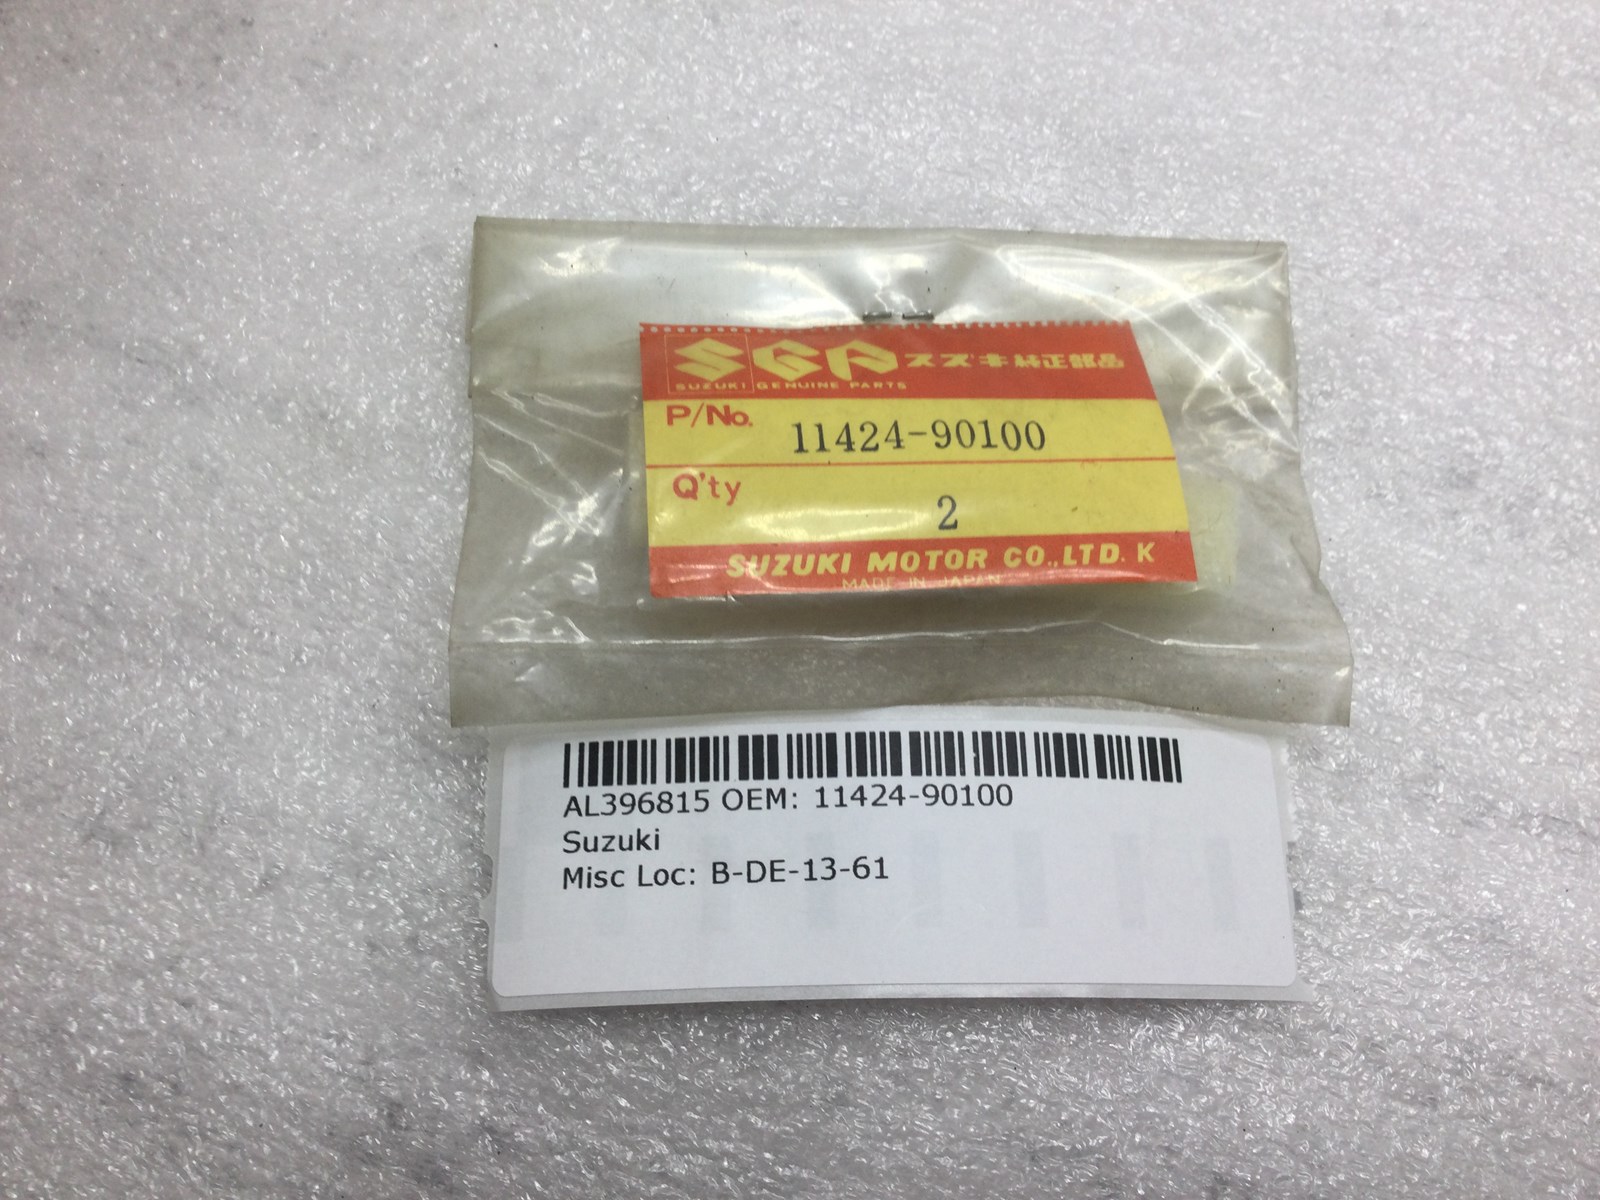 SGP スズキ純正部品
SUZUKI GENUINE PARTS
P/No. 11424-90100
Q'ty 2
SUZUKI MOTOR CO.,LTD. K
MADE IN JAPAN
AL396815 OEM: 11424-90100
Suzuki
Misc Loc: B-DE-13-61